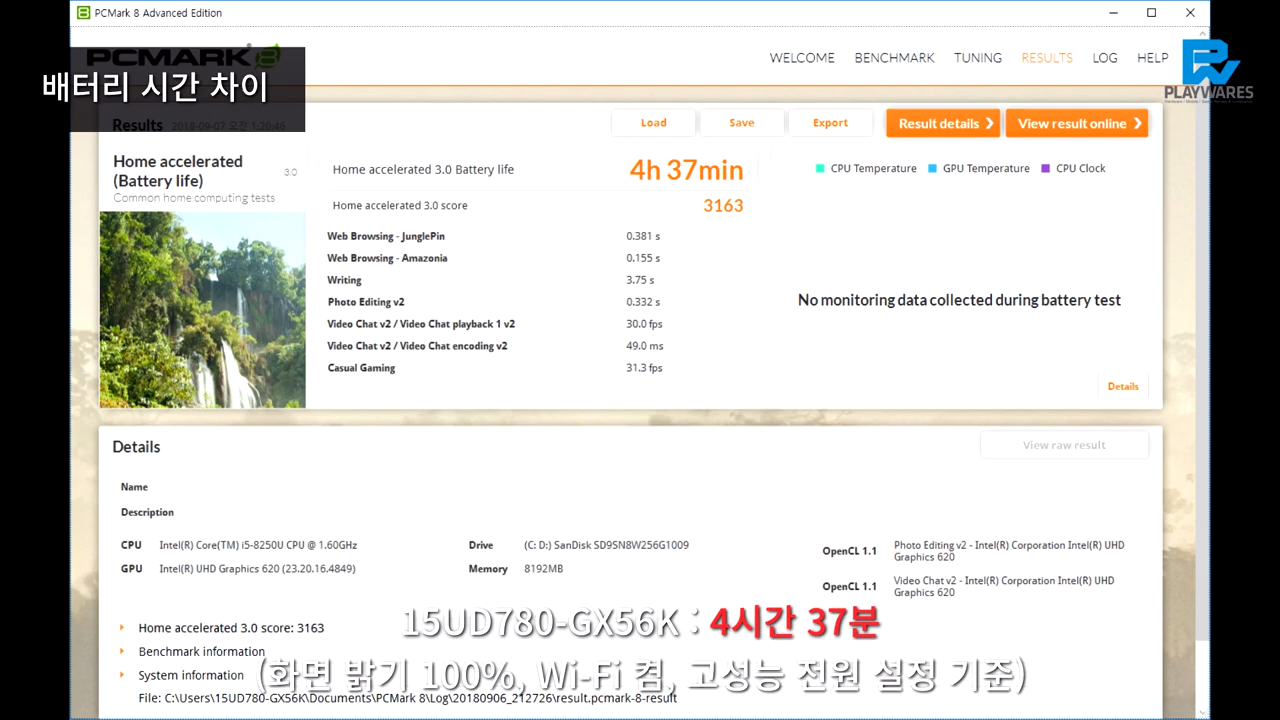 PCMark 8 Advanced Edition
PCMARK 8
WELCOME BENCHMARK TUNING RESULTS LOG HELP
PLAYWARES
배터리 시간 차이
Results 2018-09-07 오전 1:20:46
Load Save Export Result details View result online
Home accelerated
(Battery life) 3.0
Common home computing tests
Home accelerated 3.0 Battery life 4h 37min
Home accelerated 3.0 score 3163
Web Browsing - JunglePin 0.381 s
Web Browsing - Amazonia 0.155 s
Writing 3.75 s
Photo Editing v2 0.332 s
Video Chat v2 / Video Chat playback 1 v2 30.0 fps
Video Chat v2 / Video Chat encoding v2 49.0 ms
Casual Gaming 31.3 fps
CPU Temperature GPU Temperature CPU Clock
No monitoring data collected during battery test
Details
Details
View raw result
Name
Description
CPU Intel(R) Core(TM) i5-8250U CPU @ 1.60GHz
GPU Intel(R) UHD Graphics 620 (23.20.16.4849)
Drive (C: D:) SanDisk SD9SN8W256G1009
Memory 8192MB
OpenCL 1.1 Photo Editing v2 - Intel(R) Corporation Intel(R) UHD
Graphics 620
OpenCL 1.1 Video Chat v2 - Intel(R) Corporation Intel(R) UHD
Graphics 620
Home accelerated 3.0 score: 3163
Benchmark information
System information
File: C:\Users\15UD780-GX56K\Documents\PCMark 8\Log\20180906_212726\result.pcmark-8-result
15UD780-GX56K : 4시간 37분
(화면 밝기 100%, Wi-Fi 켬, 고성능 전원 설정 기준)